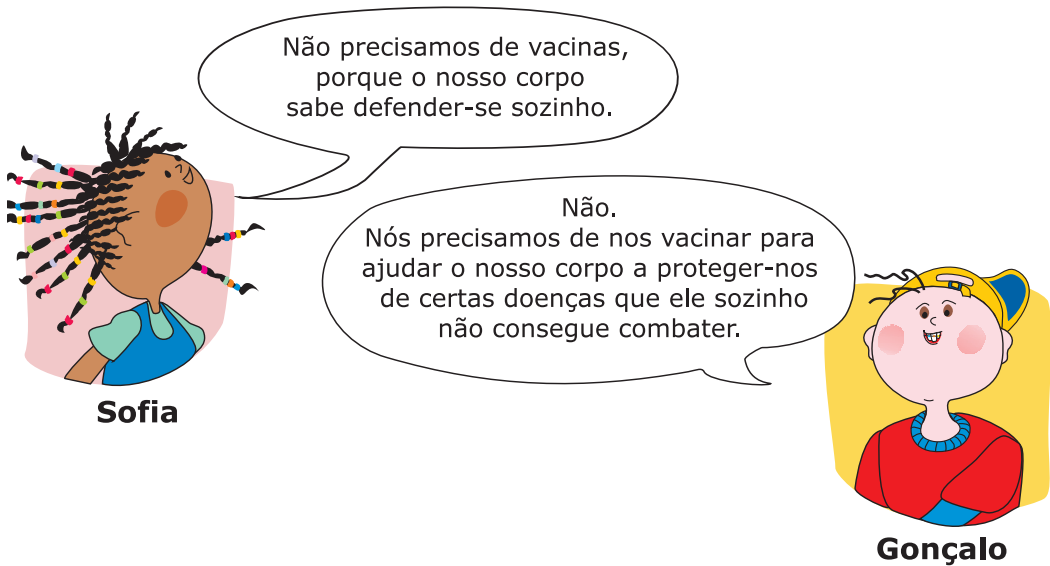 Não precisamos de vacinas,
porque o nosso corpo
sabe defender-se sozinho.
Não.
Nós precisamos de nos vacinar para
ajudar o nosso corpo a proteger-nos
de certas doenças que ele sozinho
não consegue combater.
Sofia
Gonçalo